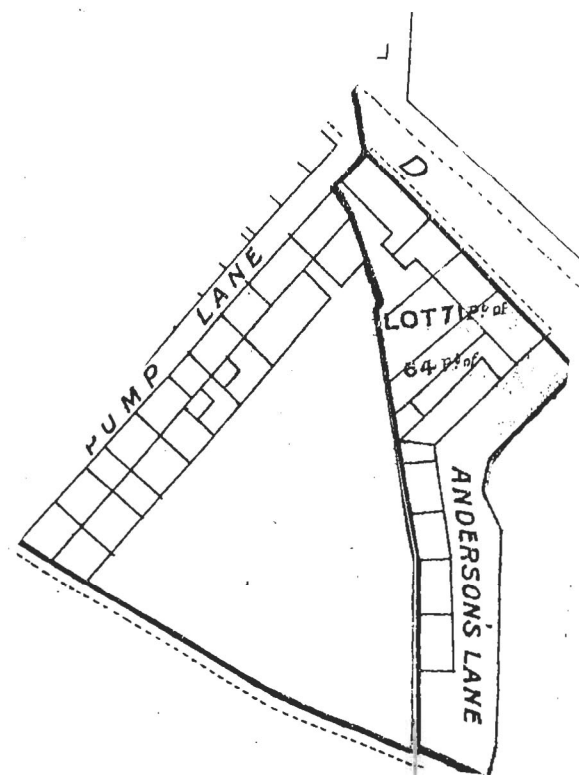 D
PUMP LANE
LOT 71 Pt. of
64 Pt. of
ANDERSON'S LANE